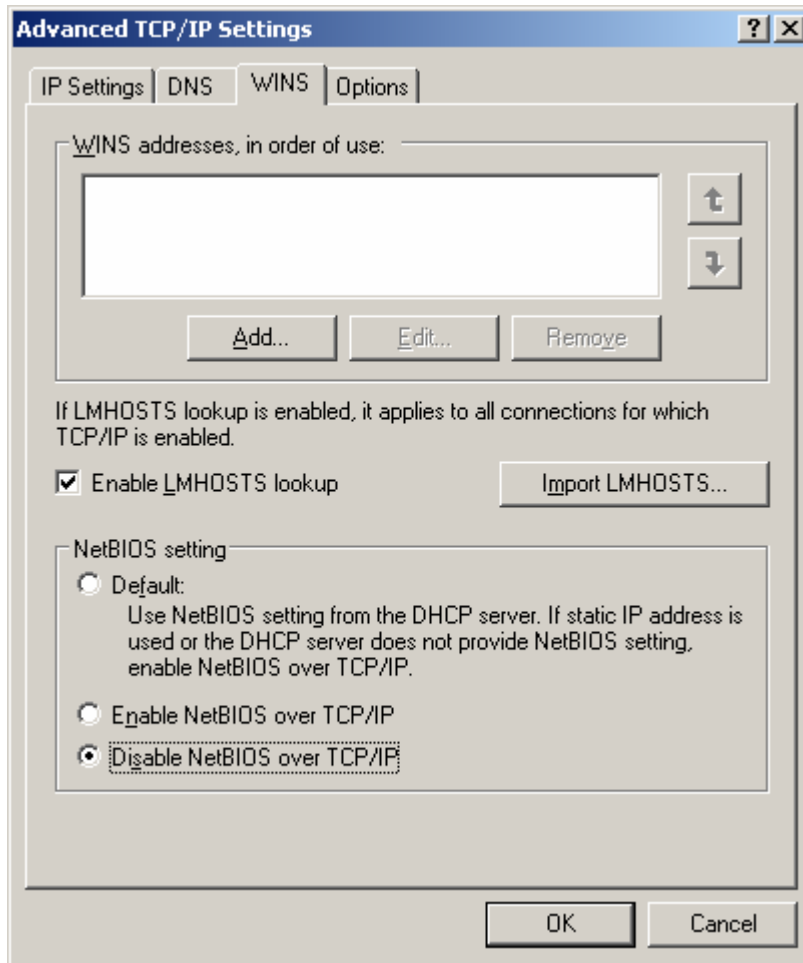 Advanced TCP/IP Settings
IP Settings DNS WINS Options
WINS addresses, in order of use:
Add... Edit... Remove
If LMHOSTS lookup is enabled, it applies to all connections for which
TCP/IP is enabled.
Enable LMHOSTS lookup Import LMHOSTS...
NetBIOS setting
Default:
Use NetBIOS setting from the DHCP server. If static IP address is
used or the DHCP server does not provide NetBIOS setting,
enable NetBIOS over TCP/IP.
Enable NetBIOS over TCP/IP
Disable NetBIOS over TCP/IP
OK Cancel